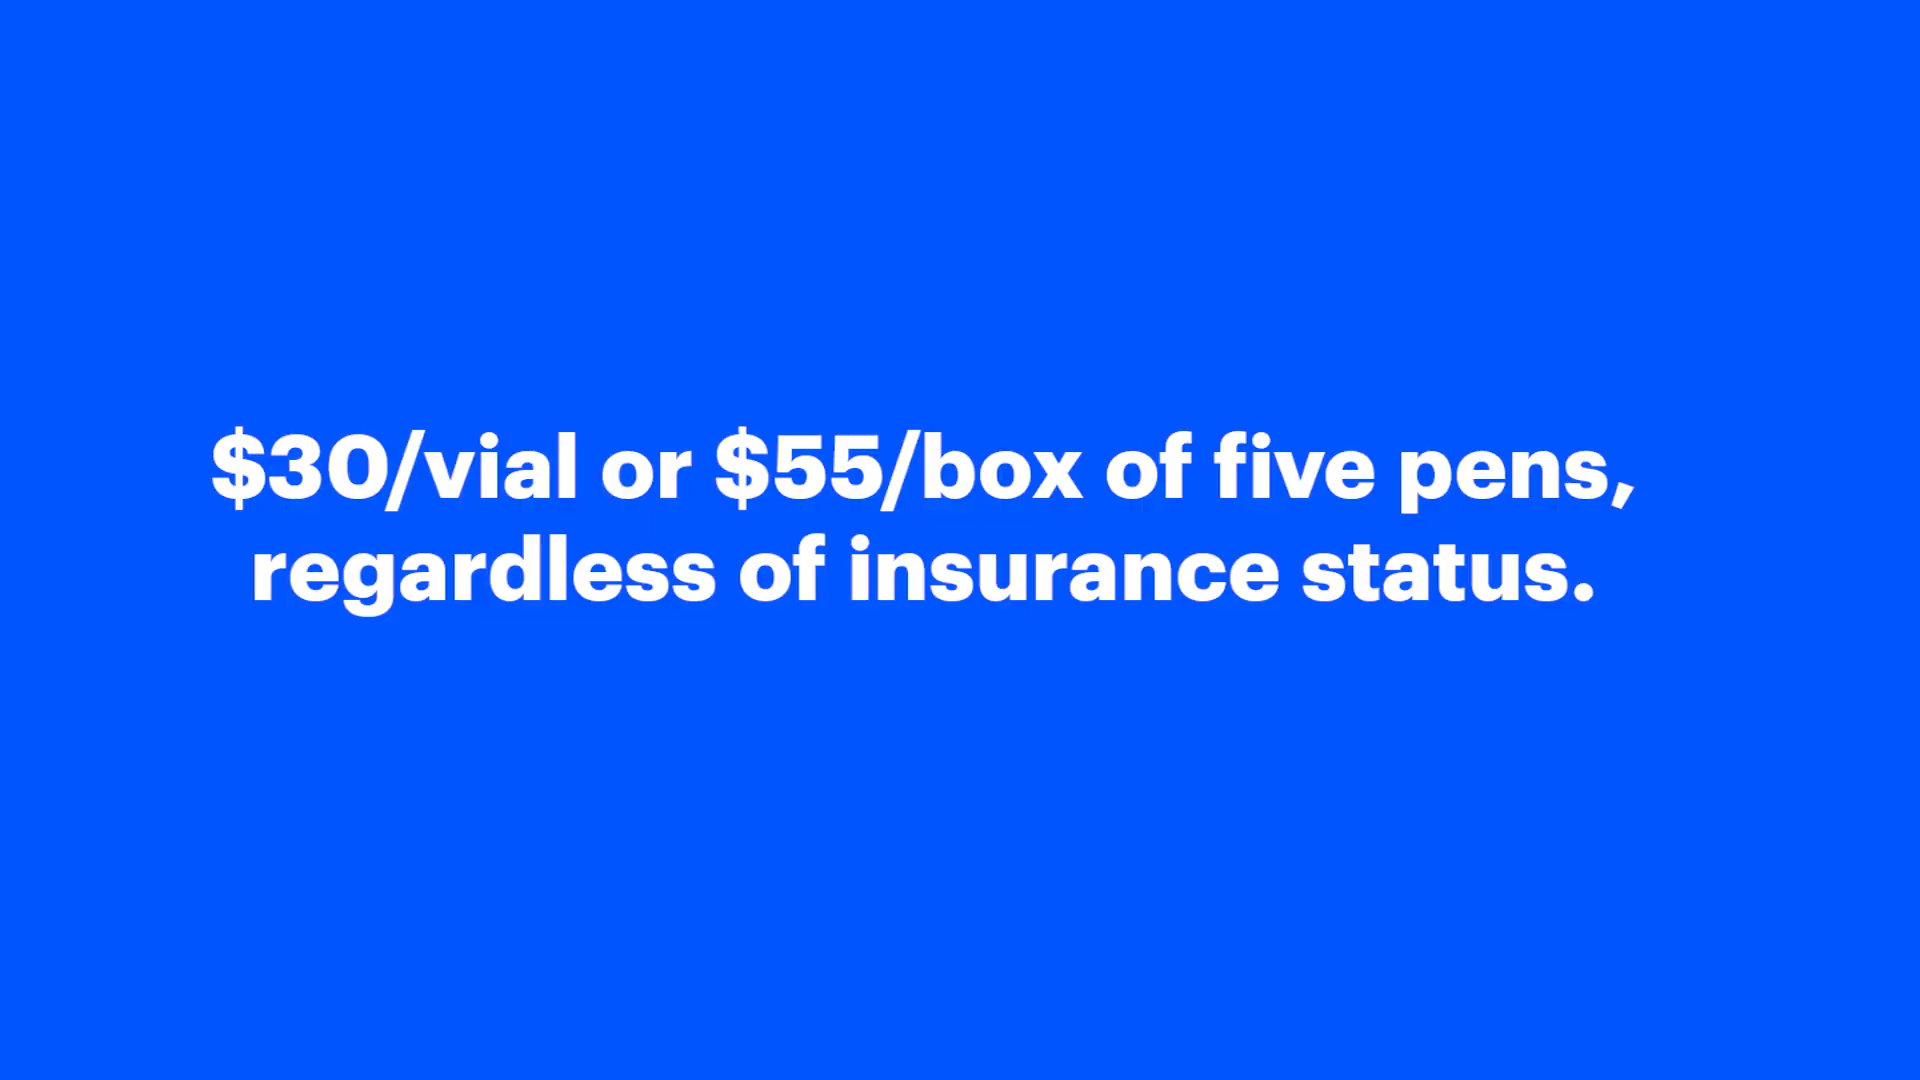 $30/vial or $55/box of five pens,
regardless of insurance status.